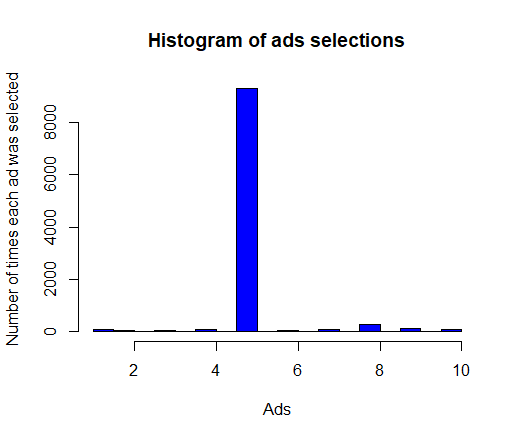 Histogram of ads selections
Number of times each ad was selected
8000
6000
4000
2000
0
2 4 6 8 10
Ads